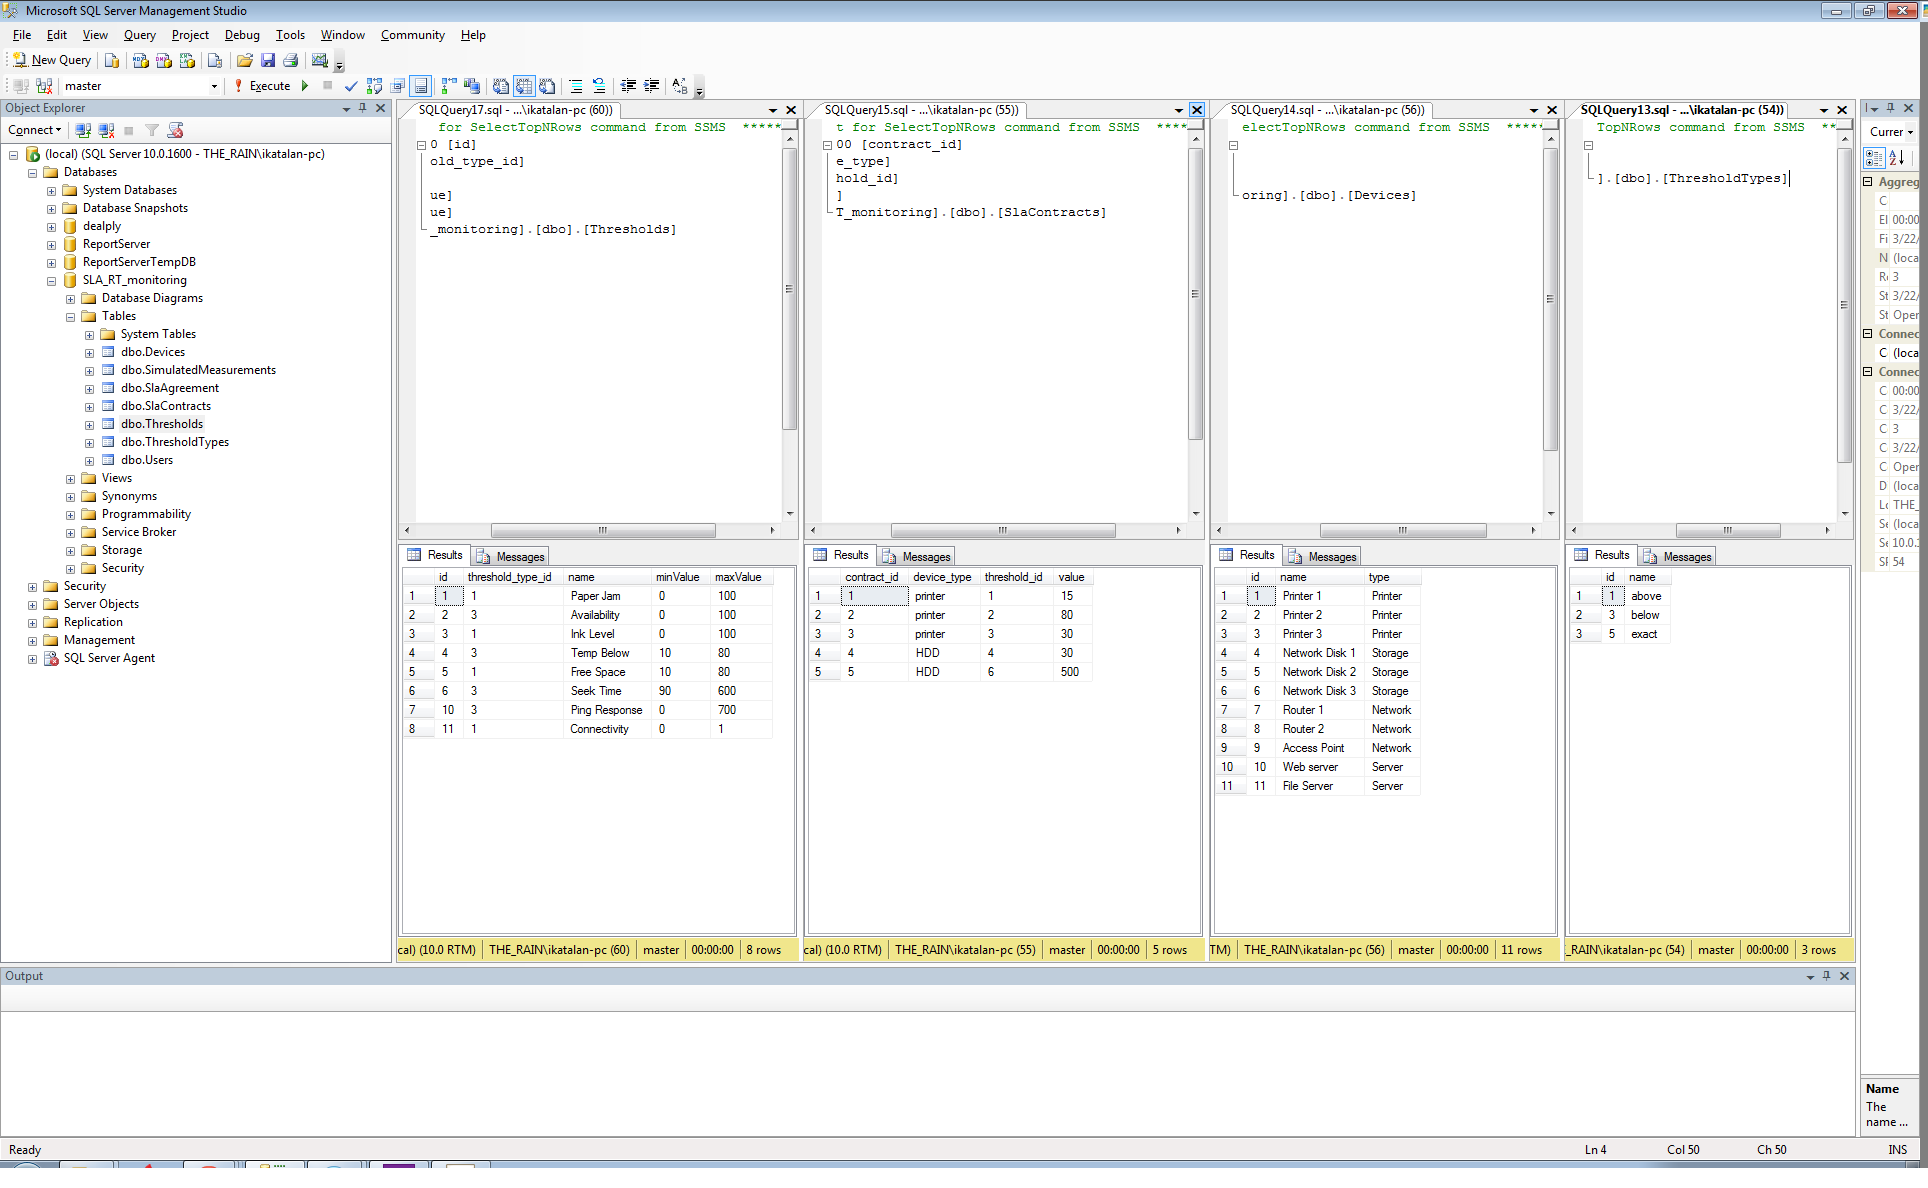 Microsoft SQL Server Management Studio
File Edit View Query Project Debug Tools Window Community Help
New Query
master Execute
Object Explorer
Connect
(local) (SQL Server 10.0.1600 - THE_RAIN\ikatalan-pc)
Databases
System Databases
Database Snapshots
dealply
ReportServer
ReportServerTempDB
SLA_RT_monitoring
Database Diagrams
Tables
System Tables
dbo.Devices
dbo.SimulatedMeasurements
dbo.SlaAgreement
dbo.SlaContracts
dbo.Thresholds
dbo.ThresholdTypes
dbo.Users
Views
Synonyms
Programmability
Service Broker
Storage
Security
Security
Server Objects
Replication
Management
SQL Server Agent
SQLQuery17.sql - ...\ikatalan-pc (60))
for SelectTopNRows command from SSMS *****
0 [id]
old_type_id]
ue]
ue]
_monitoring].[dbo].[Thresholds]
Results Messages
id threshold_type_id name minValue maxValue
1 1 1 Paper Jam 0 100
2 2 3 Availability 0 100
3 3 1 Ink Level 0 100
4 4 3 Temp Below 10 80
5 5 1 Free Space 10 80
6 6 3 Seek Time 90 600
7 10 3 Ping Response 0 700
8 11 1 Connectivity 0 1
cal) (10.0 RTM) THE_RAIN\ikatalan-pc (60) master 00:00:00 8 rows
SQLQuery15.sql - ...\ikatalan-pc (55))
t for SelectTopNRows command from SSMS ****
00 [contract_id]
e_type]
hold_id]
]
T_monitoring].[dbo].[SlaContracts]
Results Messages
contract_id device_type threshold_id value
1 1 printer 1 15
2 2 printer 2 80
3 3 printer 3 30
4 4 HDD 4 30
5 5 HDD 6 500
cal) (10.0 RTM) THE_RAIN\ikatalan-pc (55) master 00:00:00 5 rows
SQLQuery14.sql - ...\ikatalan-pc (56))
electTopNRows command from SSMS *****
oring].[dbo].[Devices]
Results Messages
id name type
1 1 Printer 1 Printer
2 2 Printer 2 Printer
3 3 Printer 3 Printer
4 4 Network Disk 1 Storage
5 5 Network Disk 2 Storage
6 6 Network Disk 3 Storage
7 7 Router 1 Network
8 8 Router 2 Network
9 9 Access Point Network
10 10 Web server Server
11 11 File Server Server
TM) THE_RAIN\ikatalan-pc (56) master 00:00:00 11 rows
SQLQuery13.sql - ...\ikatalan-pc (54))
TopNRows command from SSMS **
].[dbo].[ThresholdTypes]
Results Messages
id name
1 1 above
2 3 below
3 5 exact
_RAIN\ikatalan-pc (54) master 00:00:00 3 rows
Currer
Aggreg
C
El 00:00
Fi 3/22/
N (loca
R 3
St 3/22/
St Oper
Connec
C (loca
Connec
C 00:00
C 3/22/
C 3
C 3/22/
C Oper
D (loca
Lo THE_
Se (loca
Se 10.0.
SF 54
Name
The
name ...
Output
Ready Ln 4 Col 50 Ch 50 INS